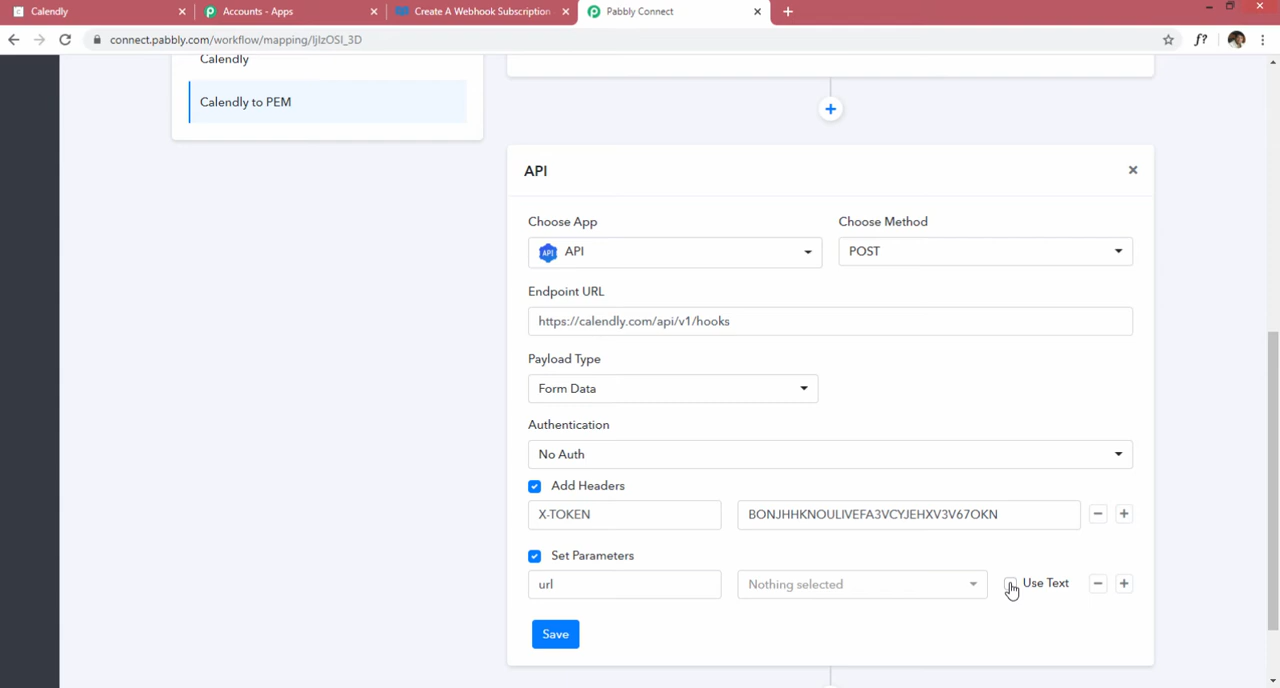 Calendly
Accounts - Apps
Create A Webhook Subscription
Pabbly Connect
connect.pabbly.com/workflow/mapping/IjIzOSI_3D
f?
Calendly
Calendly to PEM
API
Choose App
Choose Method
API API
POST
Endpoint URL
https://calendly.com/api/v1/hooks
Payload Type
Form Data
Authentication
No Auth
Add Headers
X-TOKEN
BONJHHKNOULIVEFA3VCYJEHXV3V67OKN
Set Parameters
url
Nothing selected
Use Text
Save